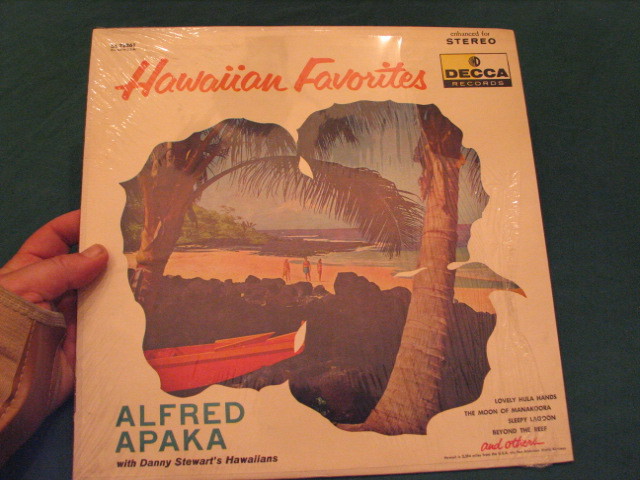 enhanced for
STEREO
Hawaiian Favorites
DECCA
RECORDS
ALFRED
APAKA
with Danny Stewart's Hawaiians
LOVELY HULA HANDS
THE MOON OF MANAKOORA
SLEEPY LAGOON
BEYOND THE REEF
and others